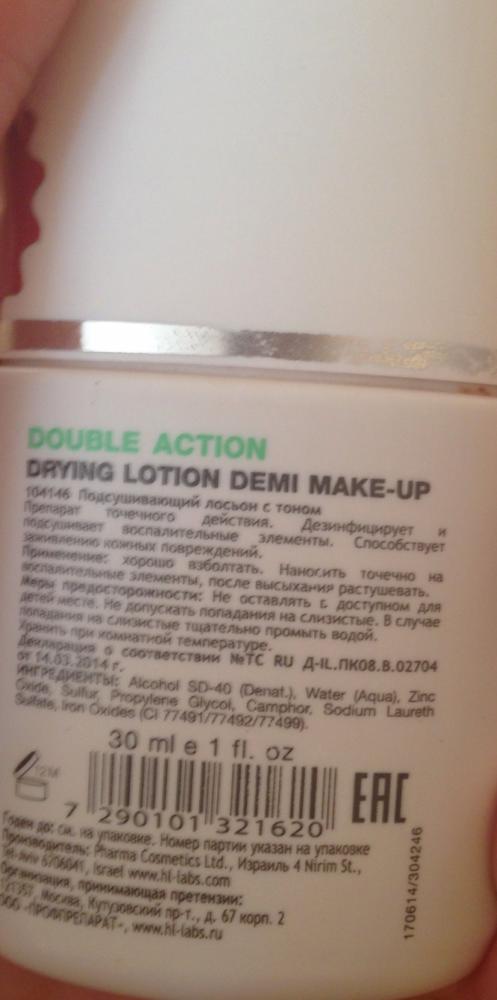 DOUBLE ACTION
DRYING LOTION DEMI MAKE-UP
104146 Подсушивающий лосьон с тоном
Препарат точечного действия. Дезинфицирует и
подсушивает воспалительные элементы. Способствует
заживлению кожных повреждений.
Применение: хорошо взболтать. Наносить точечно на
воспалительные элементы, после высыхания растушевать.
Меры предосторожности: Не оставлять в доступном для
детей месте. Не допускать попадания на слизистые. В случае
попадания на слизистые тщательно промыть водой.
Хранить при комнатной температуре.
Декларация о соответствии №ТС RU Д-IL.ПК08.В.02704
от 14.03.2014 г.
ИНГРЕДИЕНТЫ: Alcohol SD-40 (Denat.), Water (Aqua), Zinc
Oxide, Sulfur, Propylene Glycol, Camphor, Sodium Laureth
Sulfate, Iron Oxides (CI 77491/77492/77499).
30 ml e 1 fl. oz
12M
EAC
7 290101 321620
Годен до: см. на упаковке. Номер партии указан на упаковке
Производитель: Pharma Cosmetics Ltd., Израиль 4 Nirim St.,
Tel-Aviv 6706041, Israel www.hl-labs.com
Организация, принимающая претензии:
121357, Москва, Кутузовский пр-т., д. 67 корп. 2
ООО «ПРОФПРЕПАРАТ», www.hl-labs.ru
170614/304246